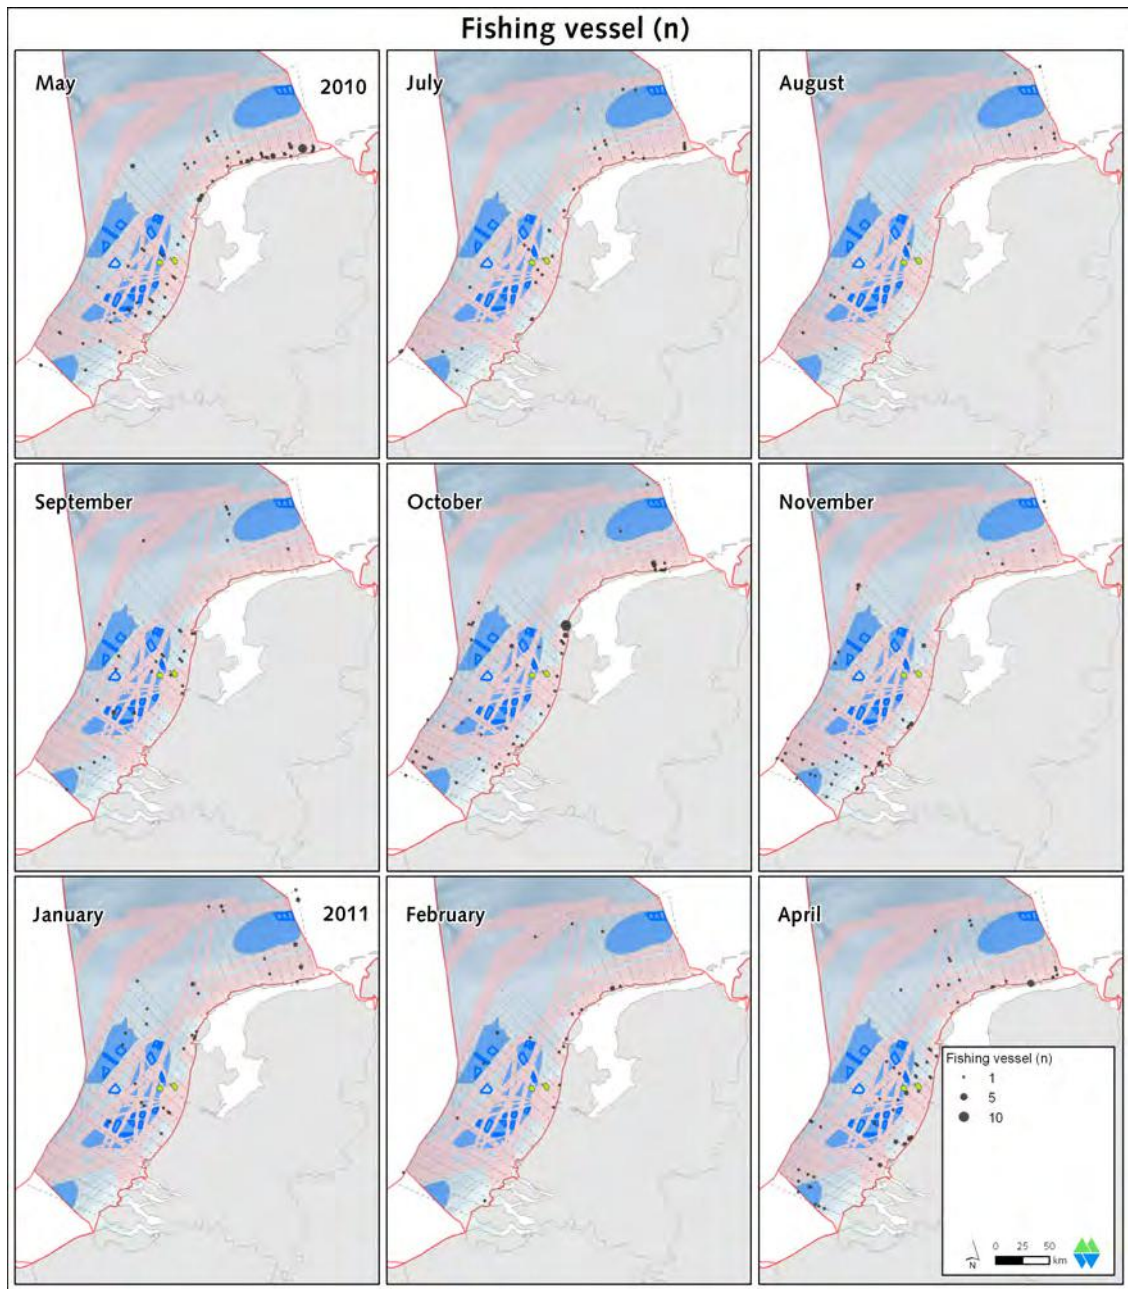 Fishing vessel (n)
May 2010
July
August
September
October
November
January 2011
February
April
Fishing vessel (n)
1
5
10
0 25 50
km
N